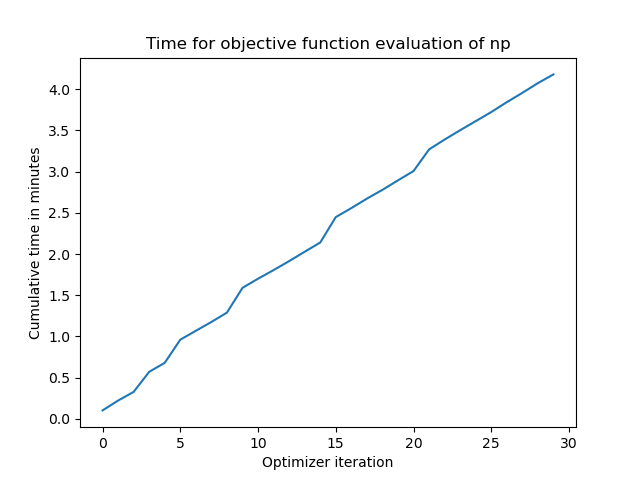 Time for objective function evaluation of np
Cumulative time in minutes
4.0
3.5
3.0
2.5
2.0
1.5
1.0
0.5
0.0
0 5 10 15 20 25 30
Optimizer iteration